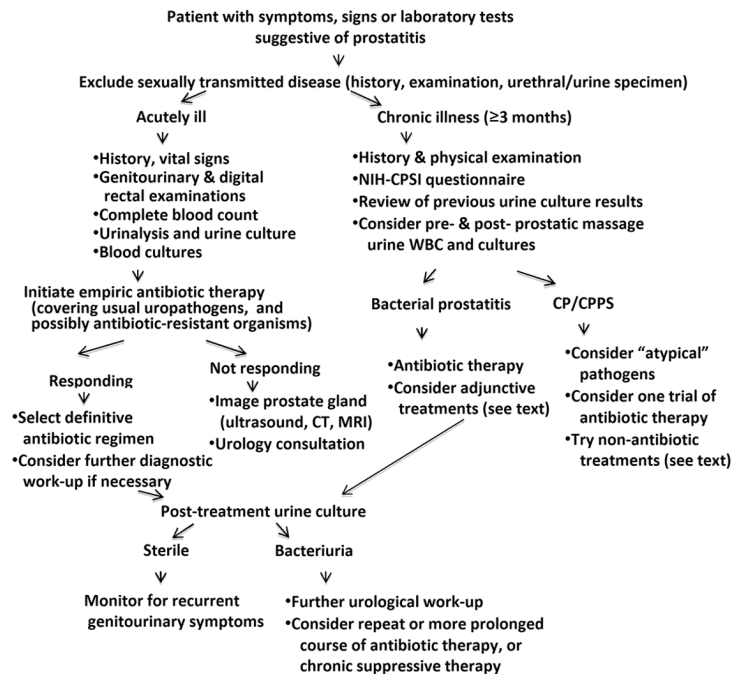 Patient with symptoms, signs or laboratory tests
suggestive of prostatitis
Exclude sexually transmitted disease (history, examination, urethral/urine specimen)
Acutely ill
•History, vital signs
•Genitourinary & digital
rectal examinations
•Complete blood count
•Urinalysis and urine culture
•Blood cultures
Initiate empiric antibiotic therapy
(covering usual uropathogens, and
possibly antibiotic-resistant organisms)
Responding
•Select definitive
antibiotic regimen
•Consider further diagnostic
work-up if necessary
Not responding
•Image prostate gland
(ultrasound, CT, MRI)
•Urology consultation
Chronic illness (≥3 months)
•History & physical examination
•NIH-CPSI questionnaire
•Review of previous urine culture results
•Consider pre- & post- prostatic massage
urine WBC and cultures
Bacterial prostatitis
•Antibiotic therapy
•Consider adjunctive
treatments (see text)
CP/CPPS
•Consider “atypical”
pathogens
•Consider one trial of
antibiotic therapy
•Try non-antibiotic
treatments (see text)
Post-treatment urine culture
Sterile
Monitor for recurrent
genitourinary symptoms
Bacteriuria
•Further urological work-up
•Consider repeat or more prolonged
course of antibiotic therapy, or
chronic suppressive therapy